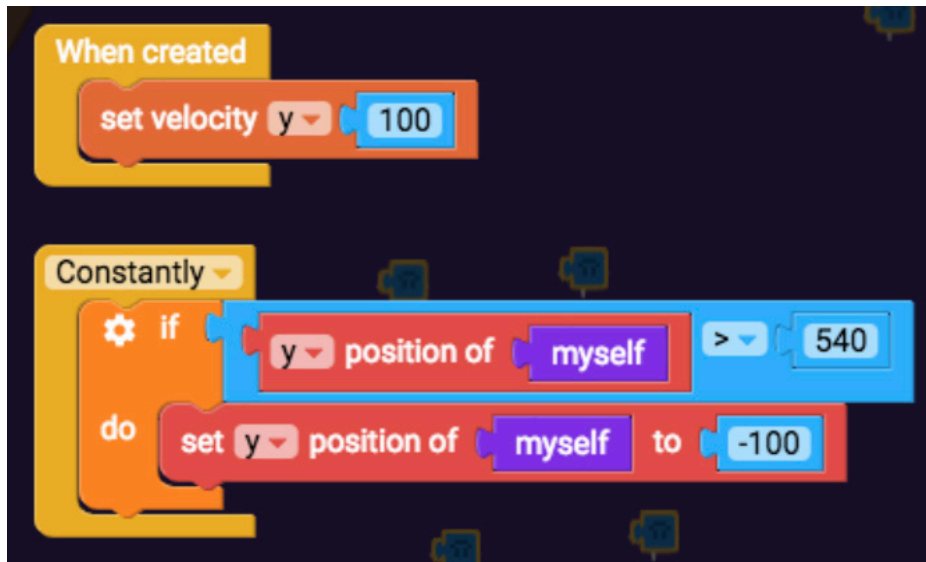 When created
set velocity y 100
Constantly
if y position of myself > 540
do set y position of myself to -100